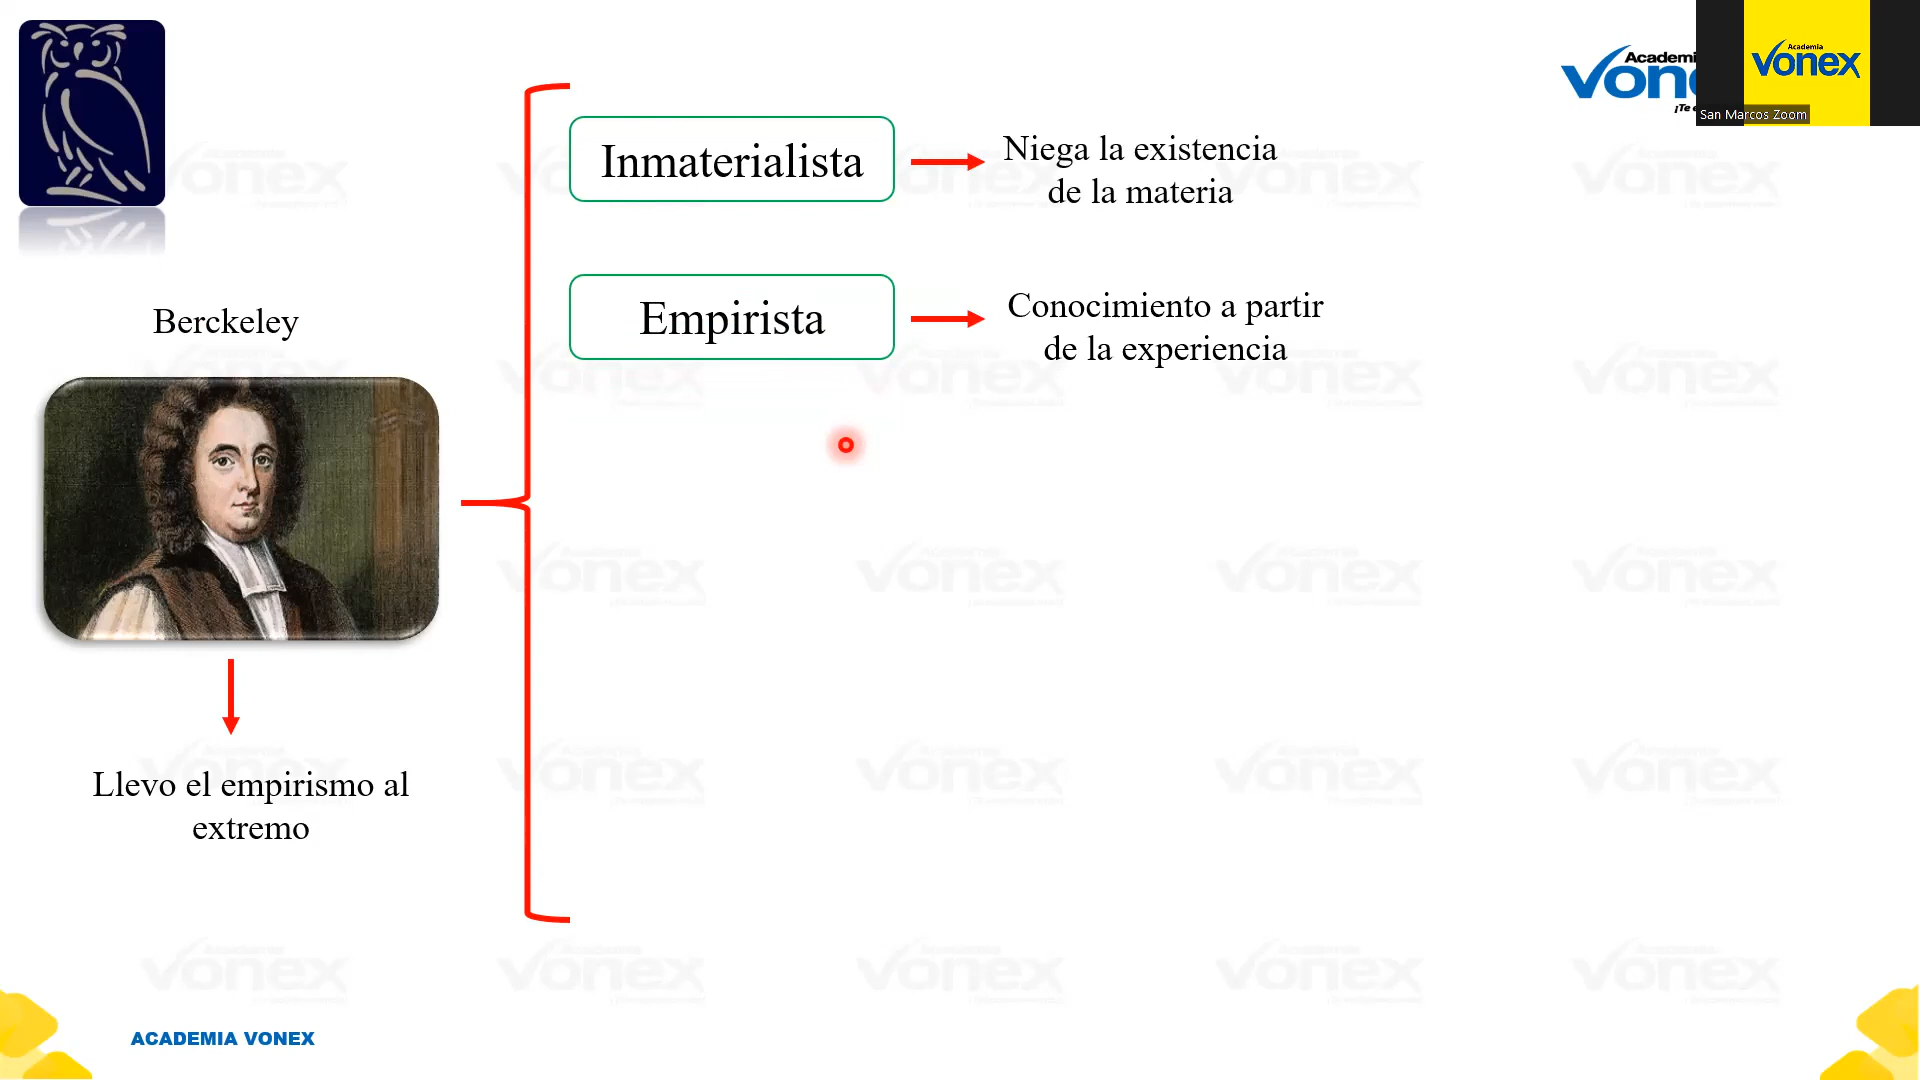 Academia
vonex
San Marcos Zoom
¡Te
Inmaterialista
Niega la existencia
de la materia
Empirista
Conocimiento a partir
de la experiencia
Berckeley
Llevo el empirismo al
extremo
ACADEMIA VONEX